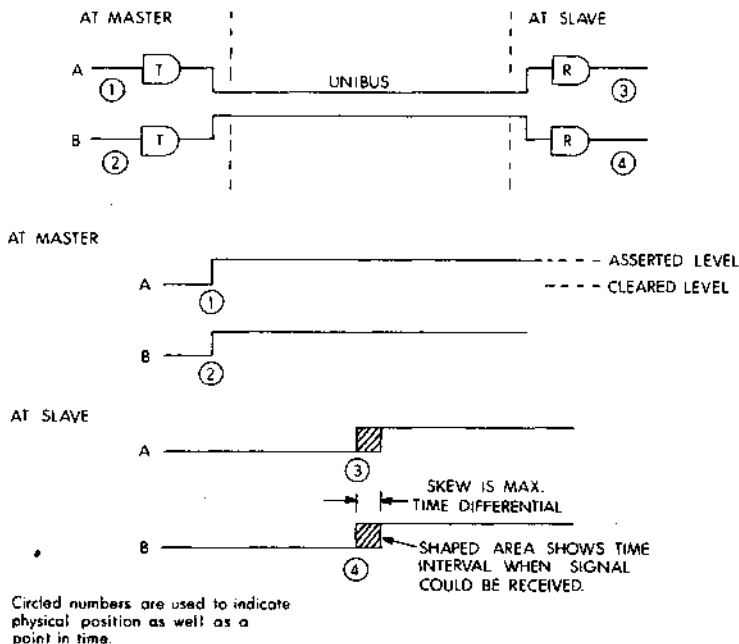 AT MASTER
AT SLAVE
A
①
T
UNIBUS
R
③
B
②
T
R
④
AT MASTER
A
①
ASSERTED LEVEL
CLEARED LEVEL
B
②
AT SLAVE
A
③
SKEW IS MAX.
TIME DIFFERENTIAL
B
④
SHAPED AREA SHOWS TIME
INTERVAL WHEN SIGNAL
COULD BE RECEIVED.
Circled numbers are used to indicate
physical position as well as a
point in time.